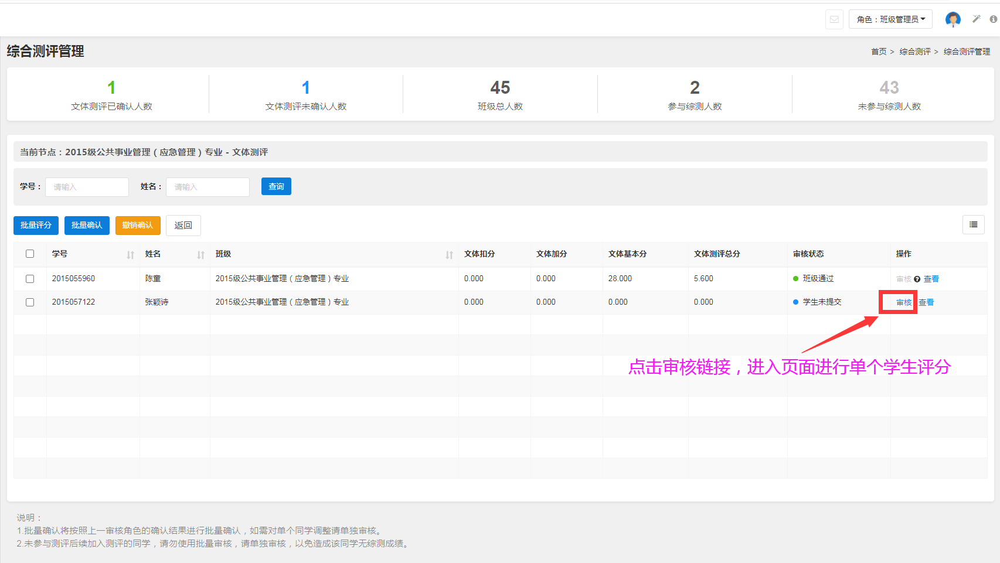 角色：班级管理员
综合测评管理
首页 > 综合测评 > 综合测评管理
1
文体测评已确认人数
1
文体测评未确认人数
45
班级总人数
2
参与综测人数
43
未参与综测人数
当前节点：2015级公共事业管理（应急管理）专业 - 文体测评
学号： 请输入 姓名： 请输入 查询
批量评分 批量确认 撤销确认 返回
学号 姓名 班级 文体扣分 文体加分 文体基本分 文体测评总分 审核状态 操作
2015055960 陈童 2015级公共事业管理（应急管理）专业 0.000 0.000 28.000 5.600 班级通过 审核 查看
2015057122 张颖诗 2015级公共事业管理（应急管理）专业 0.000 0.000 0.000 0.000 学生未提交 审核 查看
点击审核链接，进入页面进行单个学生评分
说明：
1.批量确认将按照上一审核角色的确认结果进行批量确认，如需对单个同学调整请单独审核。
2.未参与测评后续加入测评的同学，请勿使用批量审核，请单独审核，以免造成该同学无综测成绩。